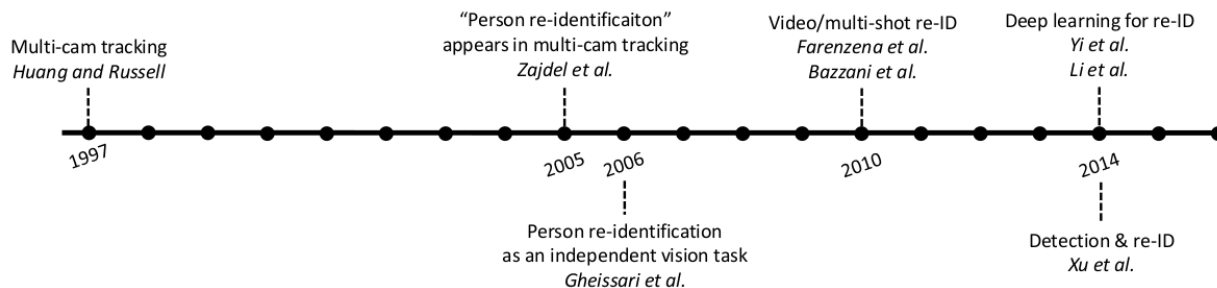 Multi-cam tracking
Huang and Russell
“Person re-identificaiton”
appears in multi-cam tracking
Zajdel et al.
Video/multi-shot re-ID
Farenzena et al.
Bazzani et al.
Deep learning for re-ID
Yi et al.
Li et al.
1997
2005
2006
2010
2014
Person re-identification
as an independent vision task
Gheissari et al.
Detection & re-ID
Xu et al.